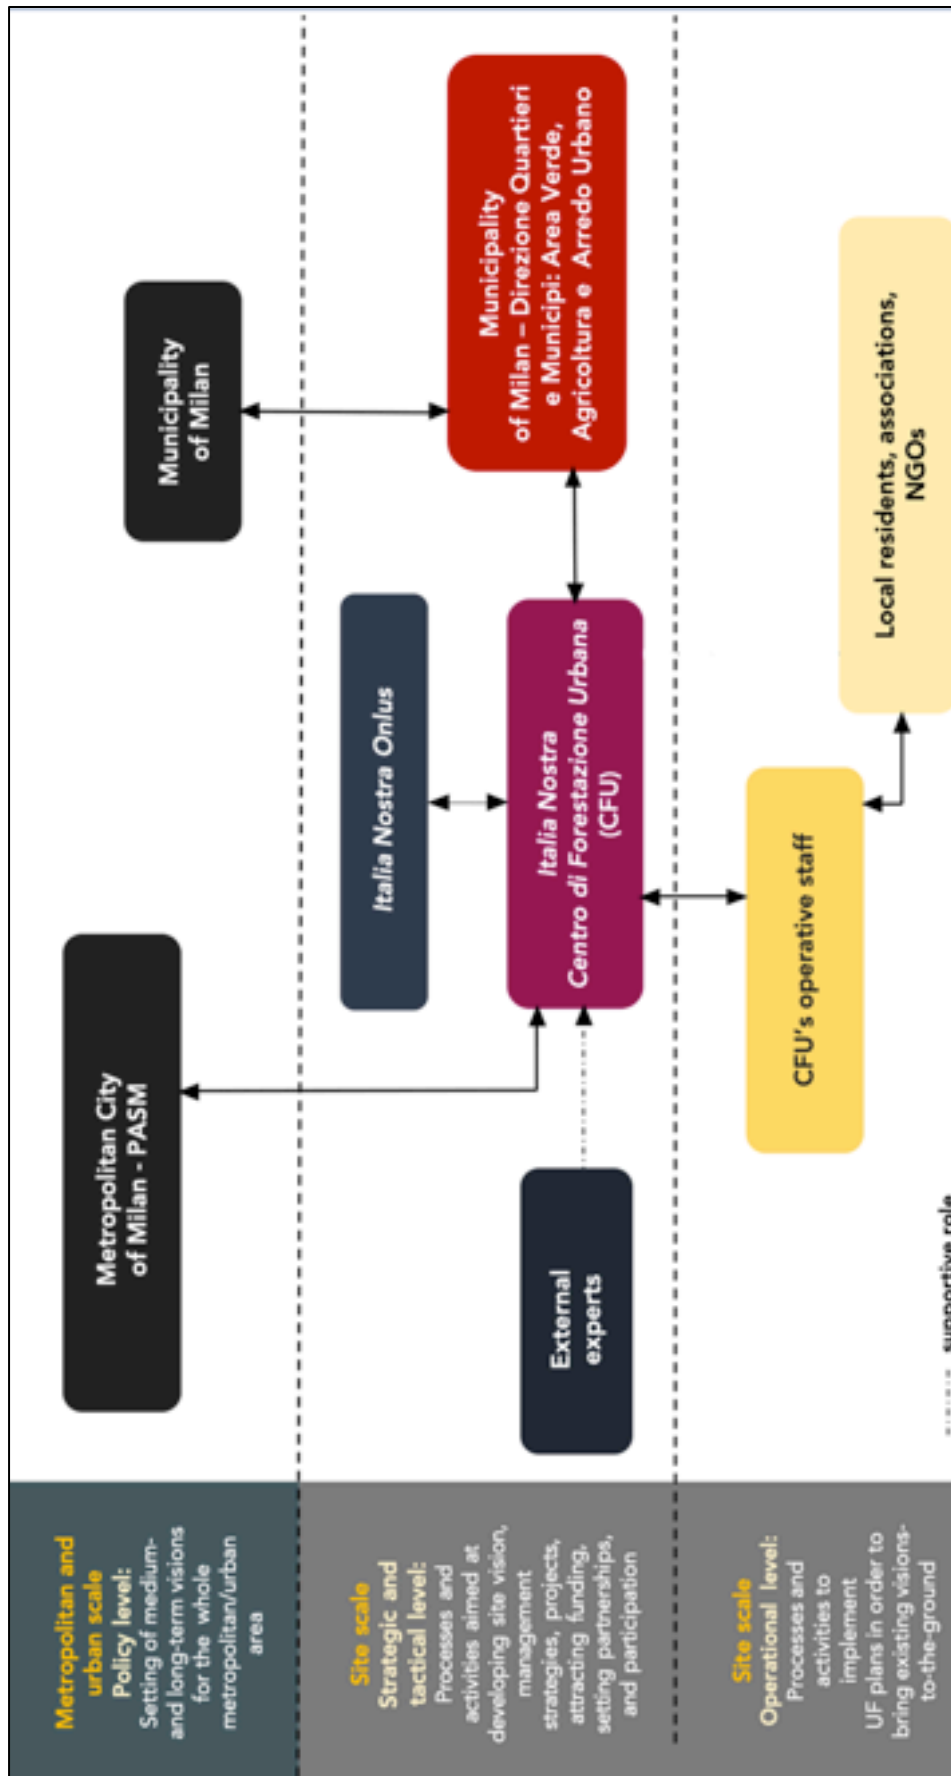 Metropolitan and
urban scale
Policy level:
Setting of medium-
and long-term visions
for the whole
metropolitan/urban
area
Metropolitan City
of Milan - PASM
Municipality
of Milan
Site scale
Strategic and
tactical level:
Processes and
activities aimed at
developing site vision,
management
strategies, projects,
attracting funding,
setting partnerships,
and participation
External
experts
Italia Nostra Onlus
Italia Nostra
Centro di Forestazione Urbana
(CFU)
Municipality
of Milan – Direzione Quartieri
e Municipi: Area Verde,
Agricoltura e Arredo Urbano
Site scale
Operational level:
Processes and
activities to
implement
UF plans in order to
bring existing visions-
to-the-ground
CFU's operative staff
Local residents, associations,
NGOs
supportive role